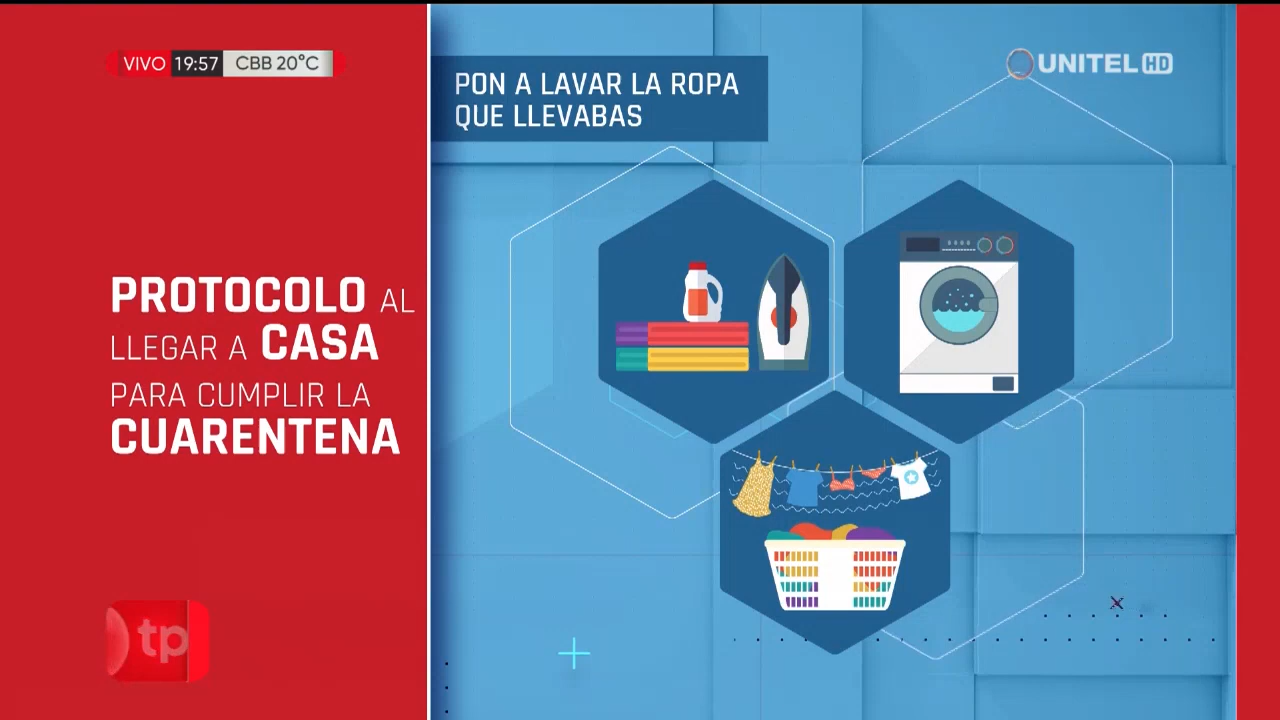 VIVO 19:57 CBB 20°C
UNITEL HD
PON A LAVAR LA ROPA
QUE LLEVABAS
PROTOCOLO AL
LLEGAR A CASA
PARA CUMPLIR LA
CUARENTENA
tp